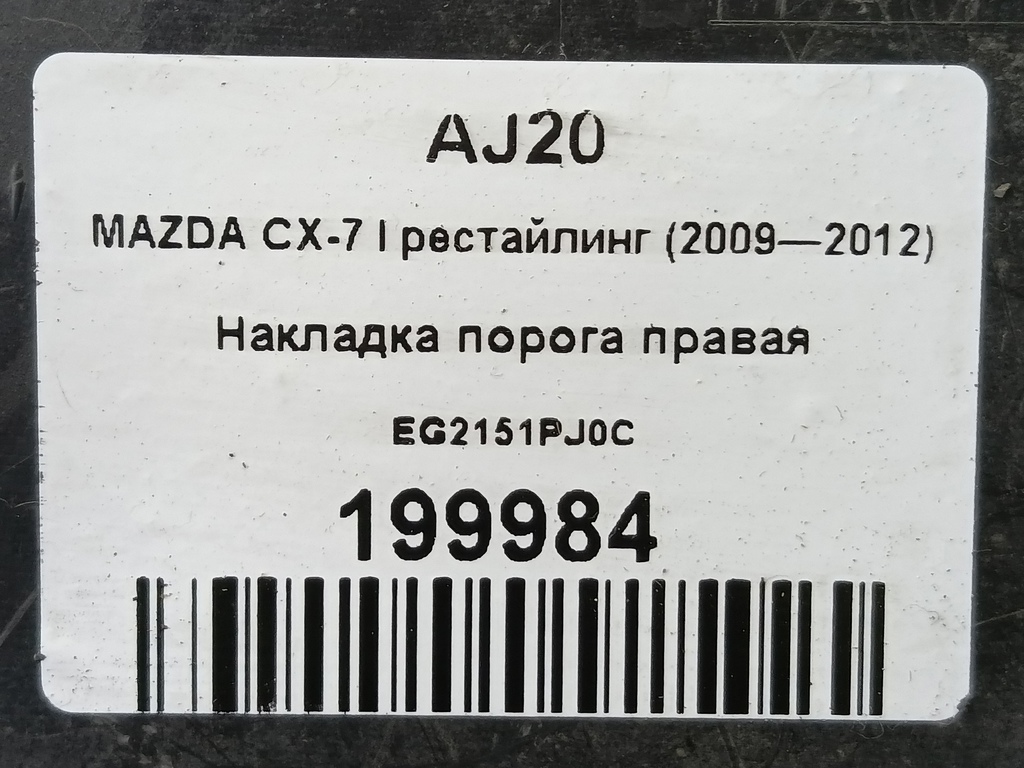 AJ20
MAZDA CX-7 I рестайлинг (2009—2012)
Накладка порога правая
EG2151PJ0C
199984